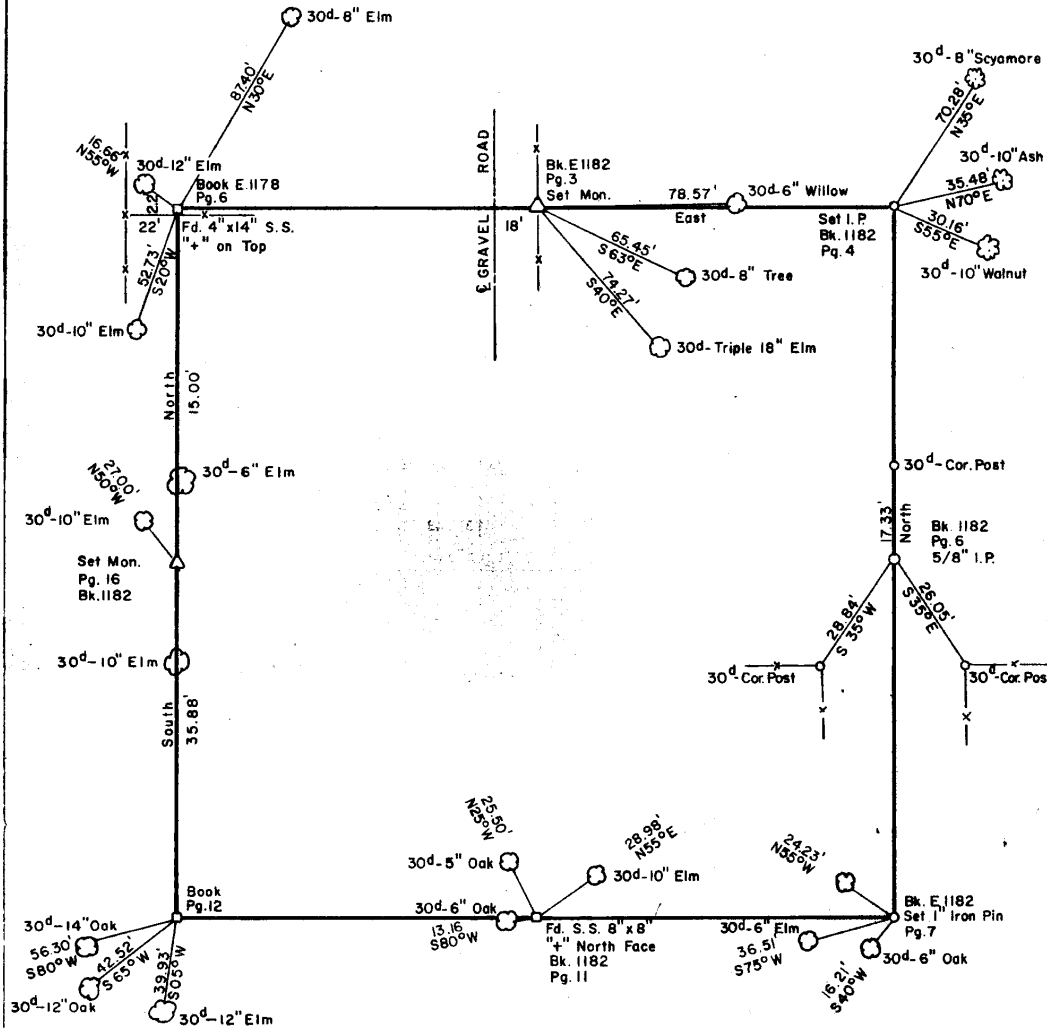 30d-8" Elm
87.40'
N30°E
30d-8" Scyamore
70.28'
N35°E
16.66'
N55°W
30d-12" Elm
Book E.1178
Pg. 6
22'
Fd. 4"x14" S.S.
"+" on Top
52.73'
S20°W
30d-10" Elm
℄ GRAVEL ROAD
18'
Bk. E1182
Pg. 3
Set Mon.
78.57'
East
30d-6" Willow
65.45'
S63°E
30d-8" Tree
74.27'
S40°E
30d-Triple 18" Elm
30d-10" Ash
35.48'
N70°E
Set I.P.
Bk. 1182
Pg. 4
30.16'
S55°E
30d-10" Walnut
North
15.00'
30d-6" Elm
27.00'
N50°W
30d-10" Elm
Set Mon.
Pg. 16
Bk. 1182
30d-10" Elm
South
35.88'
30d-Cor. Post
17.33'
North
Bk. 1182
Pg. 6
5/8" I.P.
28.84'
S 35°W
26.05'
S 35°E
30d-Cor. Post
30d-Cor. Pos
Book
Pg. 12
30d-14" Oak
56.30'
S80°W
42.52'
S 65°W
30d-12" Oak
39.93'
S 05°W
30d-12" Elm
25.50'
N25°W
30d-5" Oak
28.98'
N55°E
30d-10" Elm
30d-6" Oak
13.16
S80°W
Fd. S.S. 8" x 8"
"+" North Face
Bk. 1182
Pg. 11
24.23'
N55°W
Bk. E.1182
Set 1" Iron Pin
Pg. 7
30d-6" Elm
36.51'
S75°W
16.21'
S40°W
30d-6" Oak